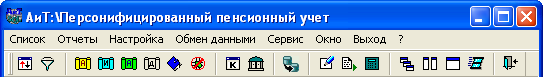 АиТ:\Персонифицированный пенсионный учет
Список Отчеты Настройка Обмен данными Сервис Окно Выход ?
К